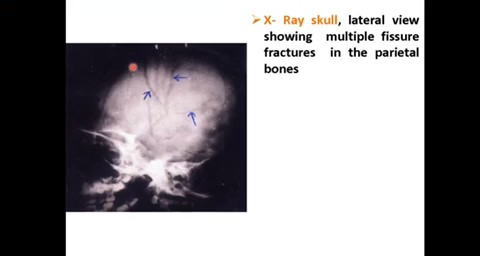 X- Ray skull, lateral view
showing multiple fissure
fractures in the parietal
bones